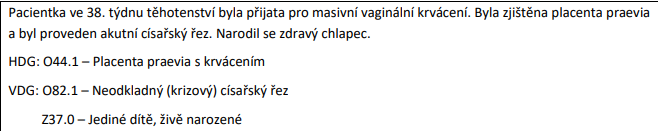 Pacientka ve 38. týdnu těhotenství byla přijata pro masivní vaginální krvácení. Byla zjištěna placenta praevia
a byl proveden akutní císařský řez. Narodil se zdravý chlapec.
HDG: O44.1 – Placenta praevia s krvácením
VDG: O82.1 – Neodkladný (krizový) císařský řez
Z37.0 – Jediné dítě, živě narozené